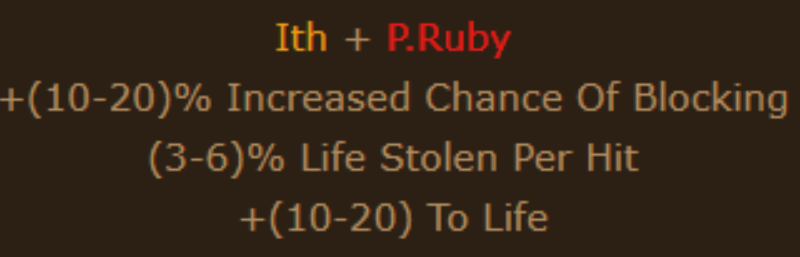 Ith + P.Ruby
+(10-20)% Increased Chance Of Blocking
(3-6)% Life Stolen Per Hit
+(10-20) To Life